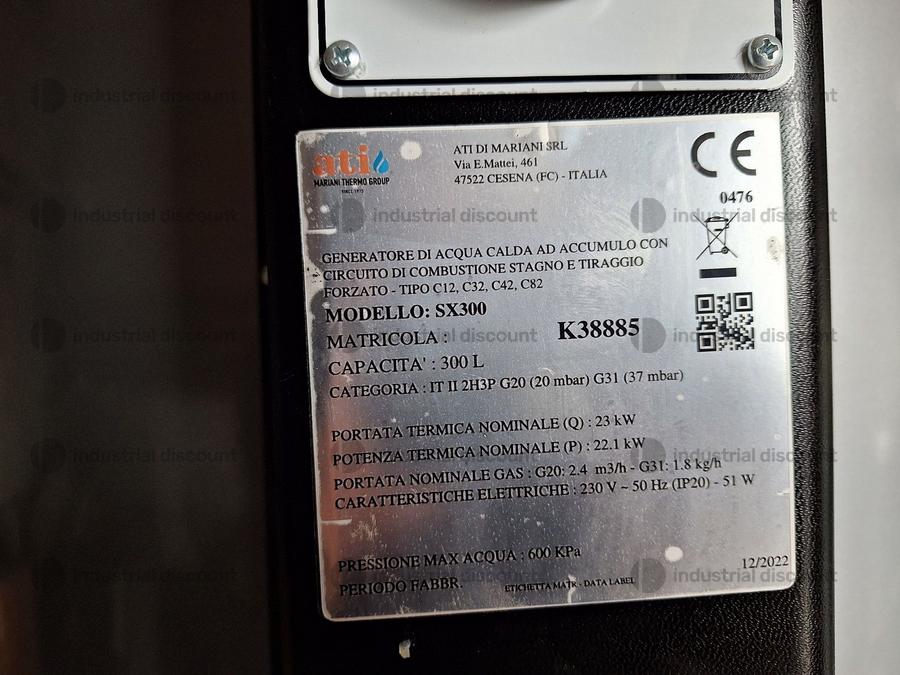 ati
MARIANI THERMO GROUP
ATI DI MARIANI SRL
Via E.Mattei, 461
47522 CESENA (FC) - ITALIA
CE
0476
GENERATORE DI ACQUA CALDA AD ACCUMULO CON
CIRCUITO DI COMBUSTIONE STAGNO E TIRAGGIO
FORZATO - TIPO C12, C32, C42, C82
MODELLO: SX300
MATRICOLA : K38885
CAPACITA' : 300 L
CATEGORIA : IT II 2H3P G20 (20 mbar) G31 (37 mbar)
PORTATA TERMICA NOMINALE (Q) : 23 kW
POTENZA TERMICA NOMINALE (P) : 22.1 kW
PORTATA NOMINALE GAS : G20: 2.4 m3/h - G31: 1.8 kg/h
CARATTERISTICHE ELETTRICHE : 230 V ~ 50 Hz (IP20) - 51 W
PRESSIONE MAX ACQUA : 600 KPa
PERIODO FABBR. 12/2022
ETICHETTA MATR - DATA LABEL
industrial discount